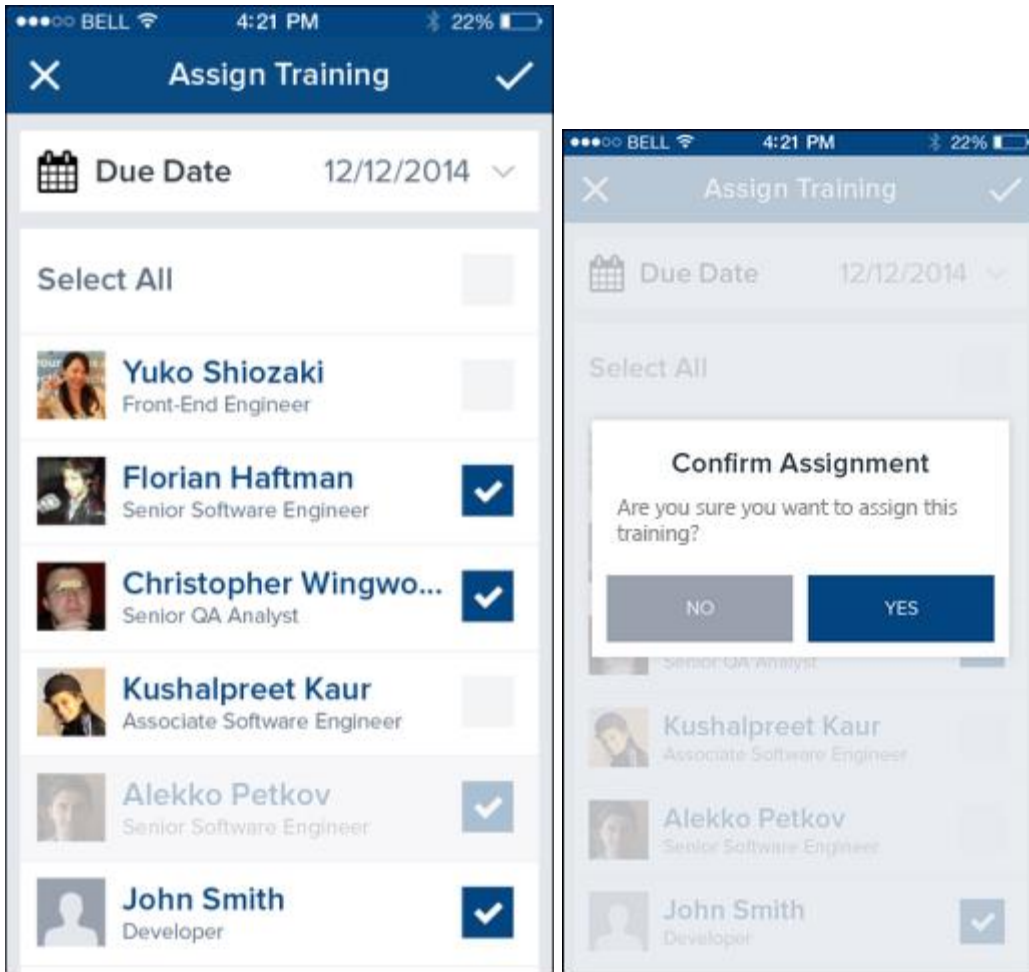 BELL 4:21 PM 22%
Assign Training
Due Date 12/12/2014
Select All
Yuko Shiozaki
Front-End Engineer
Florian Haftman
Senior Software Engineer
Christopher Wingwo...
Senior QA Analyst
Kushalpreet Kaur
Associate Software Engineer
Alekko Petkov
Senior Software Engineer
John Smith
Developer
BELL 4:21 PM 22%
Assign Training
Due Date 12/12/2014
Select All
Confirm Assignment
Are you sure you want to assign this
training?
NO YES
Senior QA Analyst
Kushalpreet Kaur
Associate Software Engineer
Alekko Petkov
Senior Software Engineer
John Smith
Developer